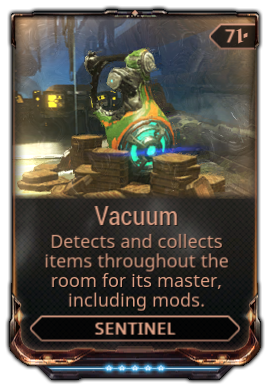 71
Vacuum
Detects and collects
items throughout the
room for its master,
including mods.
SENTINEL